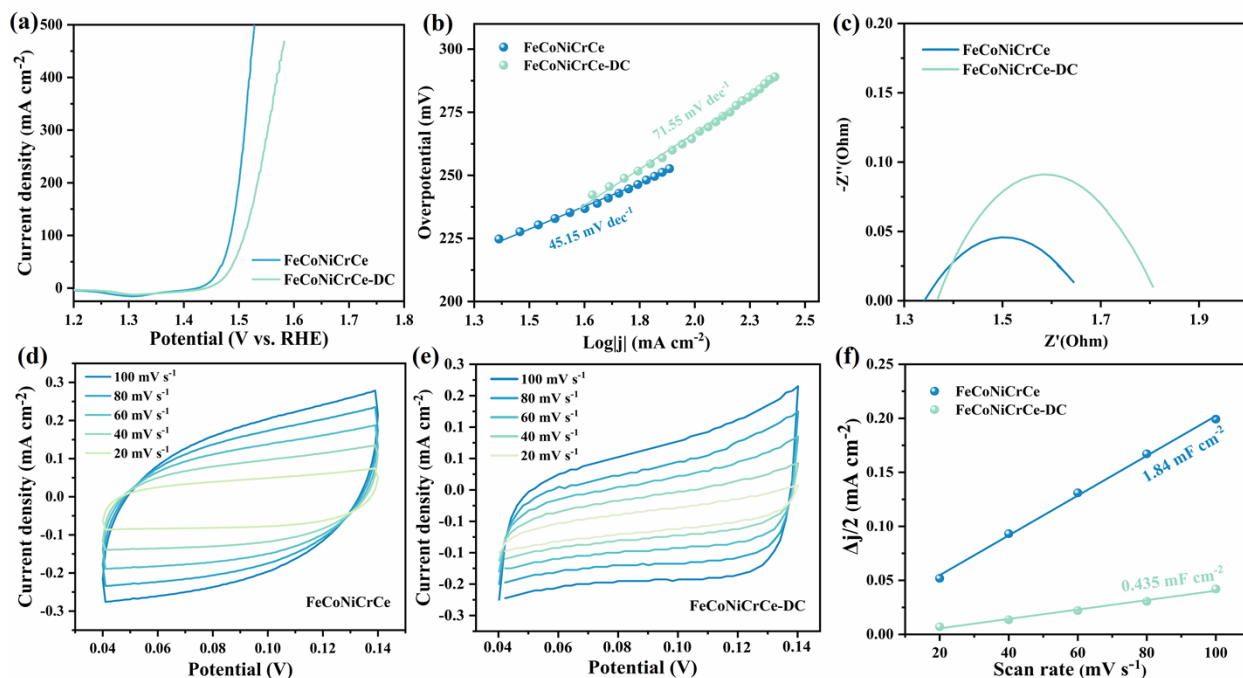 (a)
500
400
300
200
100
0
Current density (mA cm-2)
FeCoNiCrCe
FeCoNiCrCe-DC
1.2 1.3 1.4 1.5 1.6 1.7 1.8
Potential (V vs. RHE)
(b)
300
275
250
225
200
Overpotential (mV)
FeCoNiCrCe
FeCoNiCrCe-DC
71.55 mV dec-1
45.15 mV dec-1
1.4 1.6 1.8 2.0 2.2 2.5
Log|j| (mA cm-2)
(c)
0.20
0.15
0.10
0.05
0.00
-Z''(Ohm)
FeCoNiCrCe
FeCoNiCrCe-DC
1.3 1.5 1.7 1.9
Z'(Ohm)
(d)
0.3
0.2
0.1
0.0
-0.1
-0.2
-0.3
Current density (mA cm-2)
100 mV s-1
80 mV s-1
60 mV s-1
40 mV s-1
20 mV s-1
FeCoNiCrCe
0.04 0.06 0.08 0.10 0.12 0.14
Potential (V)
(e)
0.3
0.2
0.1
0.1
0.0
-0.1
-0.1
-0.2
-0.3
Current density (mA cm-2)
100 mV s-1
80 mV s-1
60 mV s-1
40 mV s-1
20 mV s-1
FeCoNiCrCe-DC
0.04 0.06 0.08 0.10 0.12 0.14
Potential (V)
(f)
0.25
0.20
0.15
0.10
0.05
0.00
Δj/2 (mA cm-2)
FeCoNiCrCe
FeCoNiCrCe-DC
1.84 mF cm-2
0.435 mF cm-2
20 40 60 80 100
Scan rate (mV s-1)